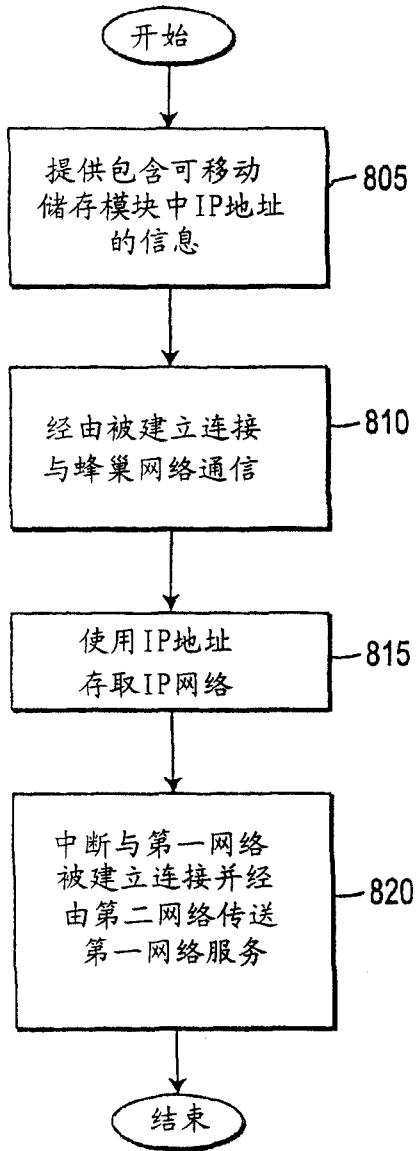 开始
提供包含可移动
储存模块中IP地址
的信息
805
经由被建立连接
与蜂巢网络通信
810
使用IP地址
存取IP网络
815
中断与第一网络
被建立连接并经
由第二网络传送
第一网络服务
820
结束